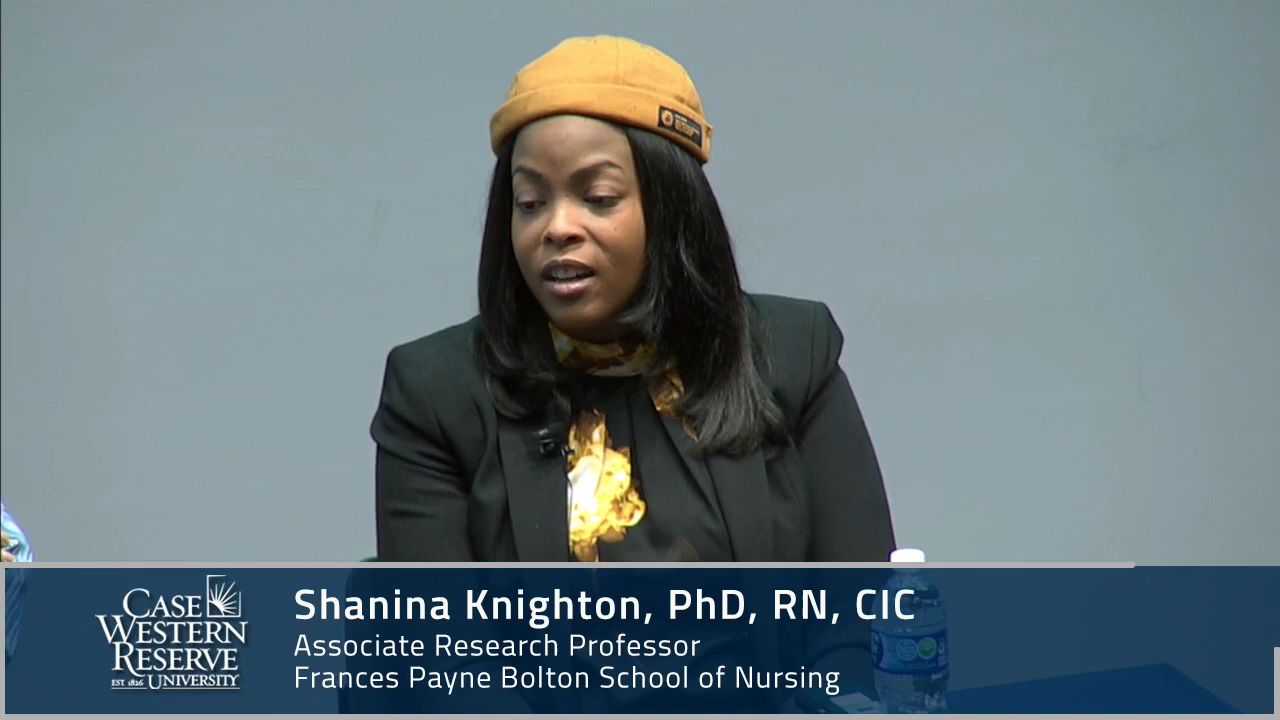 CASE
WESTERN
RESERVE
EST. 1826 UNIVERSITY
Shanina Knighton, PhD, RN, CIC
Associate Research Professor
Frances Payne Bolton School of Nursing